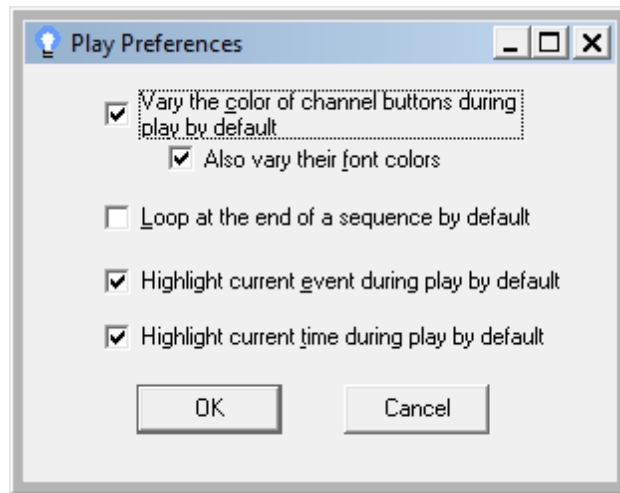 Play Preferences
Vary the color of channel buttons during
play by default
Also vary their font colors
Loop at the end of a sequence by default
Highlight current event during play by default
Highlight current time during play by default
OK Cancel